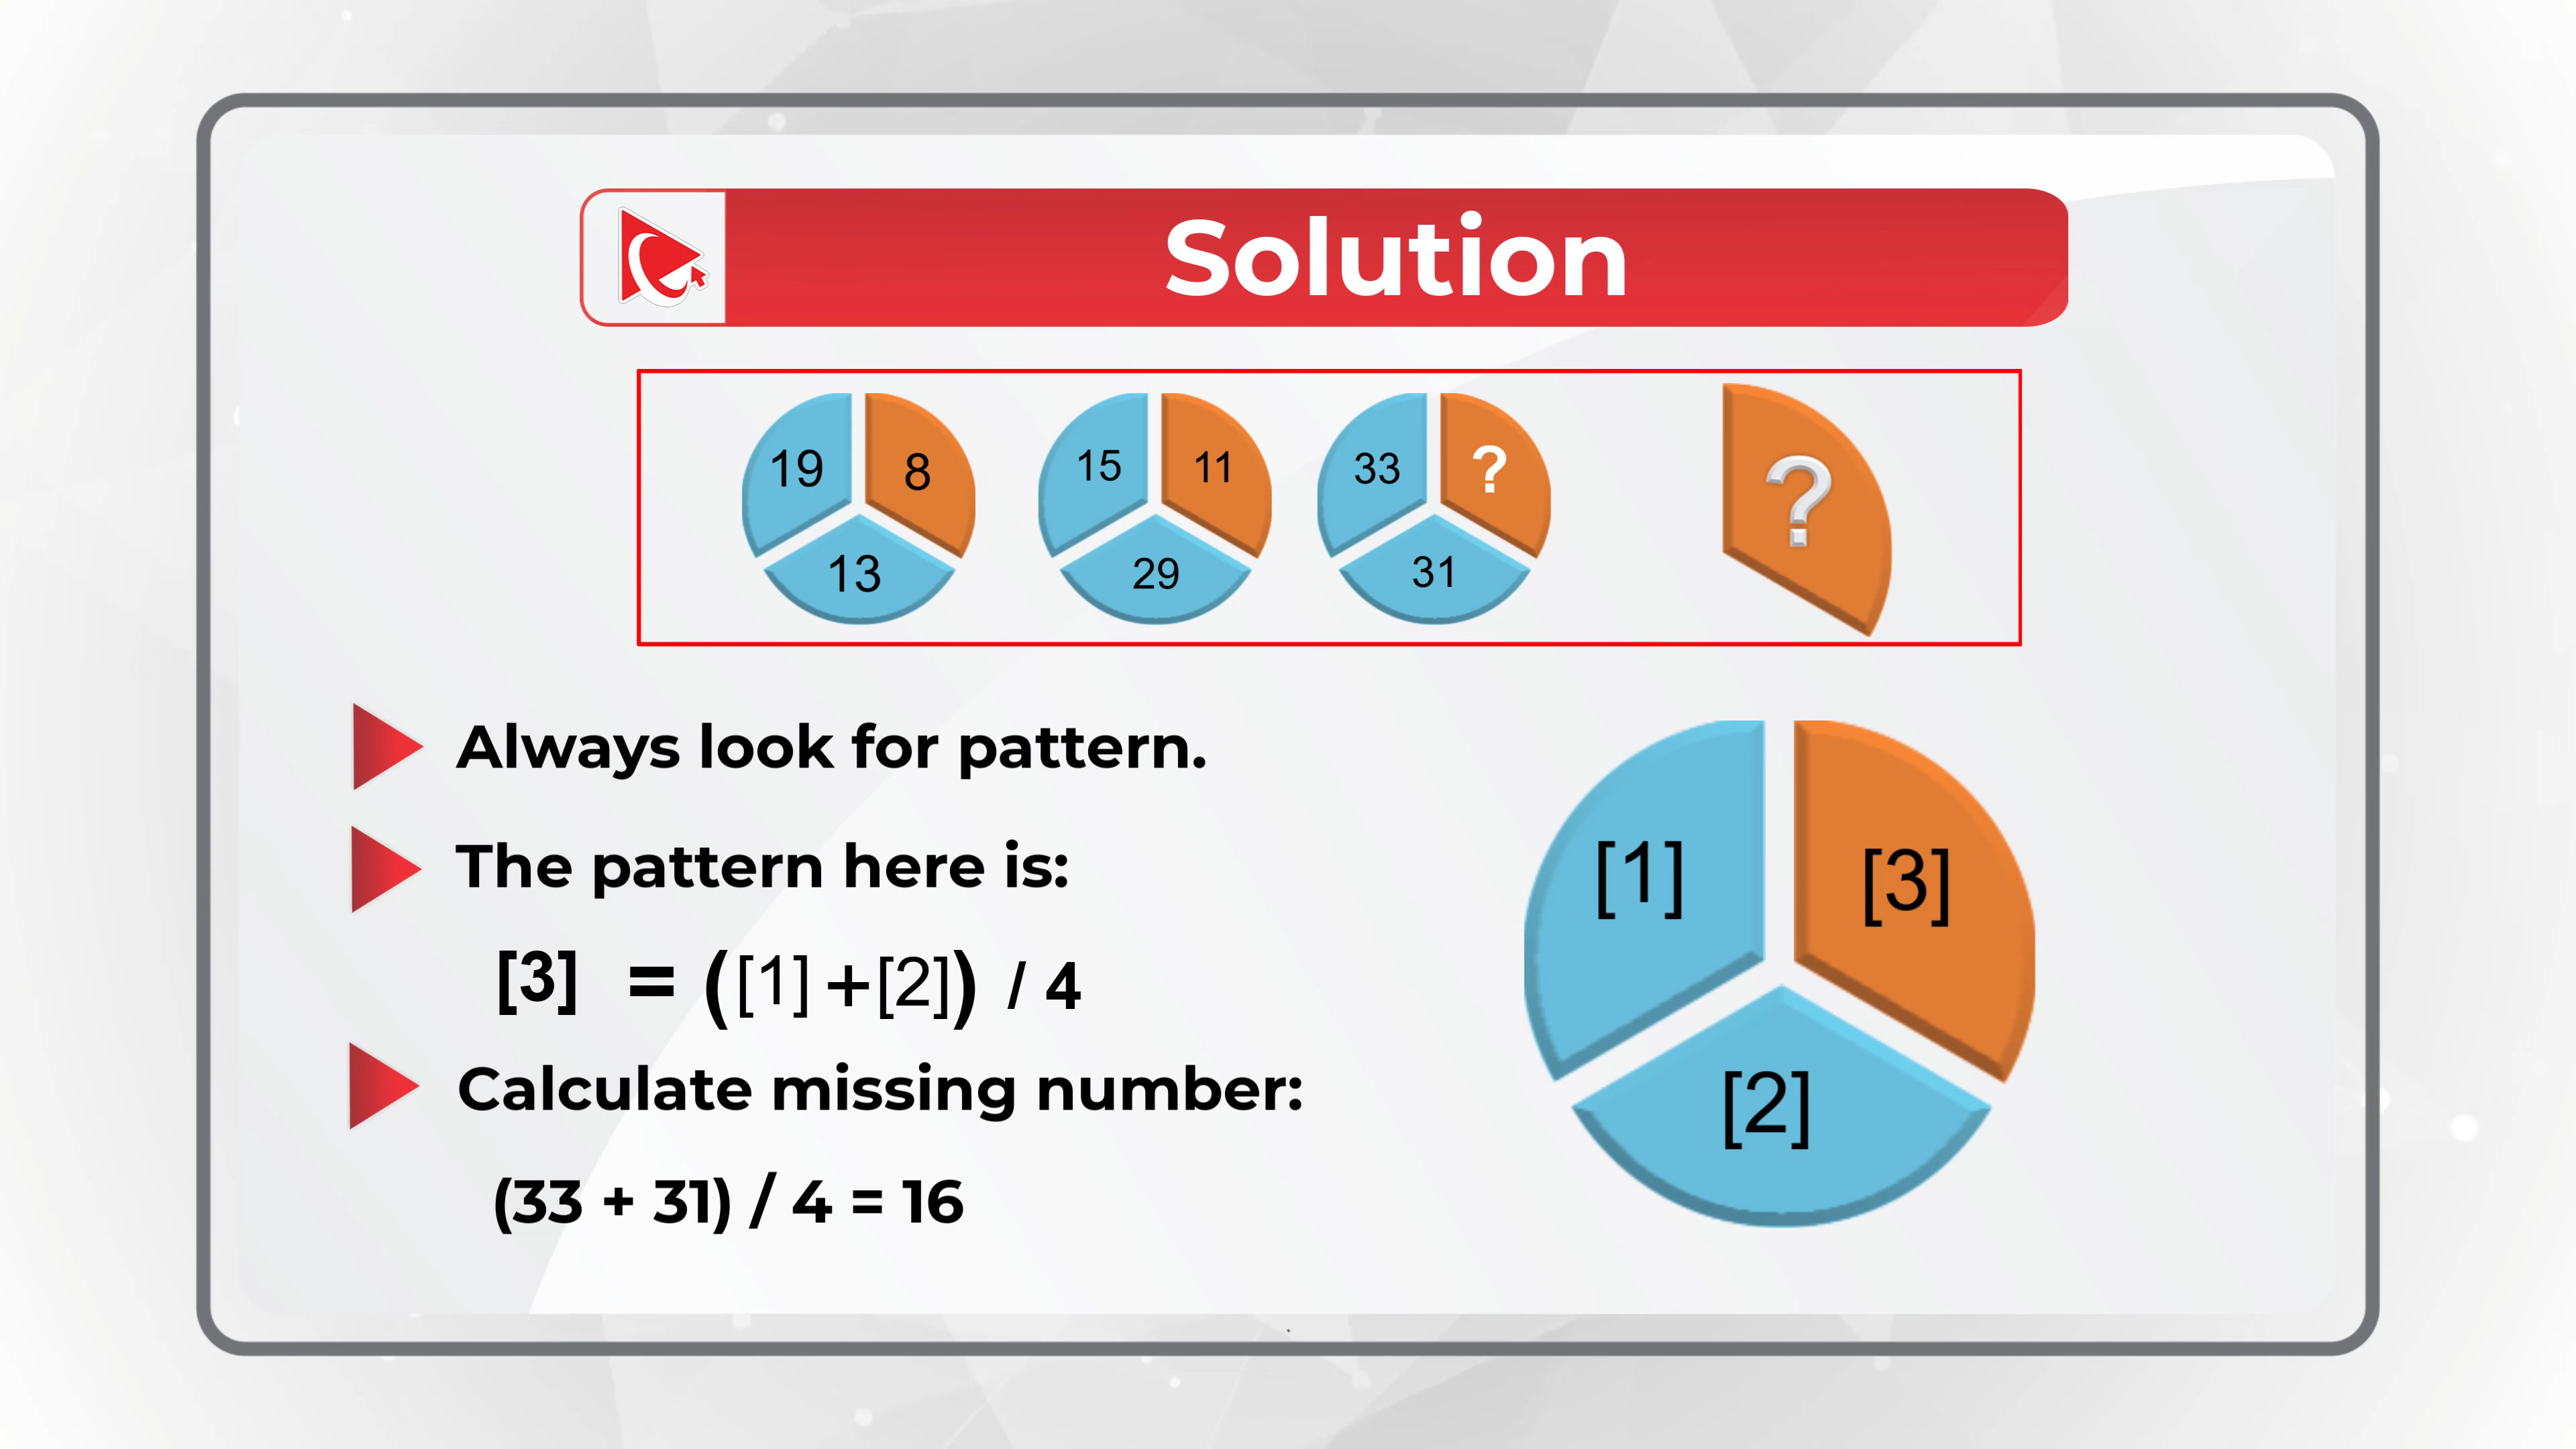 Solution
19 8 15 11 33 ? ?
13 29 31
Always look for pattern.
The pattern here is:
[3] = ([1] +[2]) / 4
Calculate missing number:
(33 + 31) / 4 = 16
[1] [3]
[2]